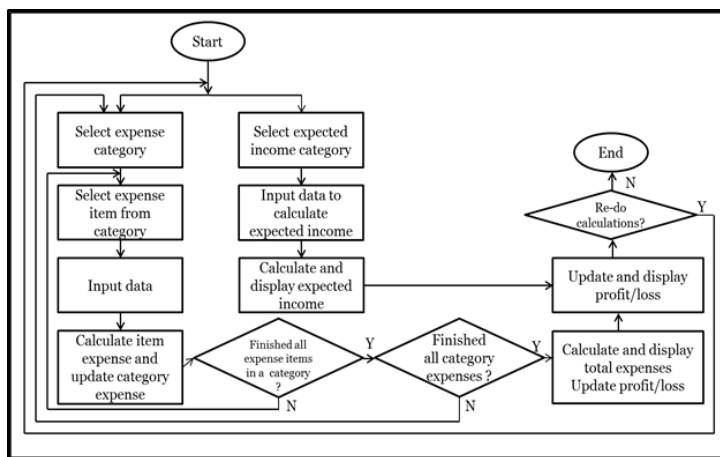 Start
Select expense
category
Select expected
income category
End
N
Y
Select expense
item from
category
Input data to
calculate
expected income
Re-do
calculations?
Input data
Calculate and
display expected
income
Update and display
profit/loss
Calculate item
expense and
update category
expense
Finished all
expense items
in a category
?
Y
N
Finished
all category
expenses ?
Y
N
Calculate and display
total expenses
Update profit/loss